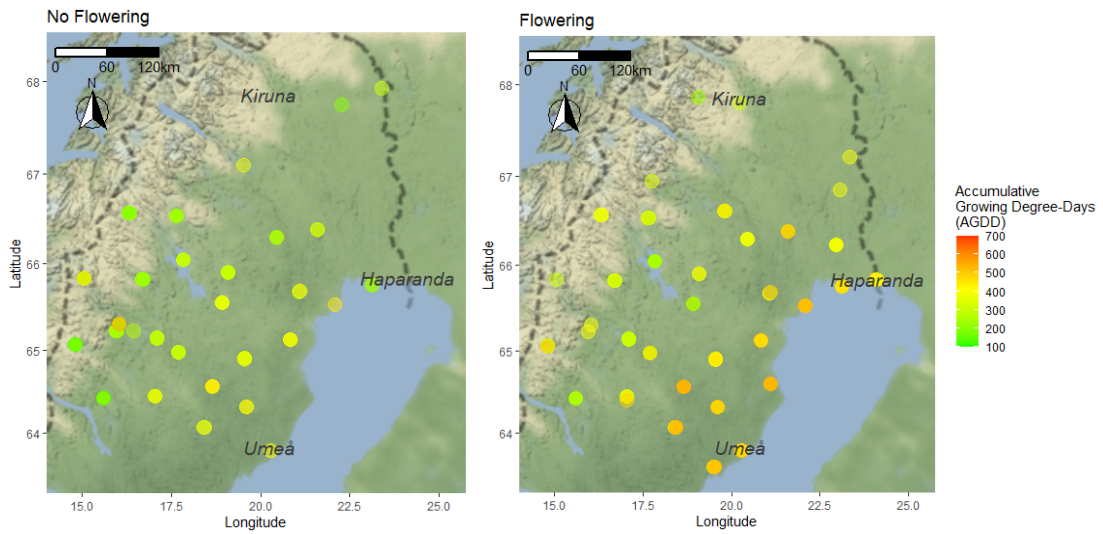 No Flowering
0 60 120km
N
Kiruna
Haparanda
Umeå
68
67
66
65
64
Latitude
15.0 17.5 20.0 22.5 25.0
Longitude
Flowering
0 60 120km
N
Kiruna
Haparanda
Umeå
68
67
66
65
64
Latitude
15.0 17.5 20.0 22.5 25.0
Longitude
Accumulative
Growing Degree-Days
(AGDD)
700
600
500
400
300
200
100